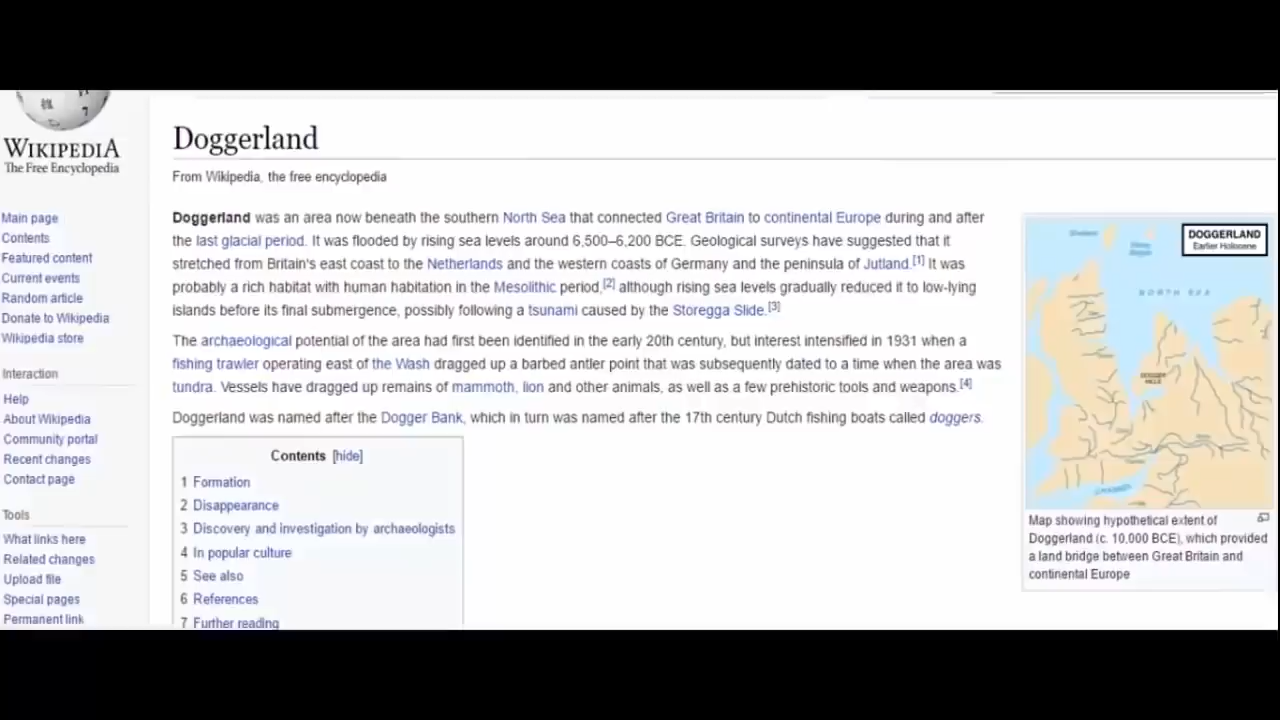 WIKIPEDIA
The Free Encyclopedia
Main page
Contents
Featured content
Current events
Random article
Donate to Wikipedia
Wikipedia store
Interaction
Help
About Wikipedia
Community portal
Recent changes
Contact page
Tools
What links here
Related changes
Upload file
Special pages
Permanent link
Doggerland
From Wikipedia, the free encyclopedia
Doggerland was an area now beneath the southern North Sea that connected Great Britain to continental Europe during and after
the last glacial period. It was flooded by rising sea levels around 6,500–6,200 BCE. Geological surveys have suggested that it
stretched from Britain's east coast to the Netherlands and the western coasts of Germany and the peninsula of Jutland.[1] It was
probably a rich habitat with human habitation in the Mesolithic period,[2] although rising sea levels gradually reduced it to low-lying
islands before its final submergence, possibly following a tsunami caused by the Storegga Slide.[3]
The archaeological potential of the area had first been identified in the early 20th century, but interest intensified in 1931 when a
fishing trawler operating east of the Wash dragged up a barbed antler point that was subsequently dated to a time when the area was
tundra. Vessels have dragged up remains of mammoth, lion and other animals, as well as a few prehistoric tools and weapons.[4]
Doggerland was named after the Dogger Bank, which in turn was named after the 17th century Dutch fishing boats called doggers.
Contents [hide]
1 Formation
2 Disappearance
3 Discovery and investigation by archaeologists
4 In popular culture
5 See also
6 References
7 Further reading
DOGGERLAND
Earlier Holocene
NORTH SEA
DOGGER
HILLS
CHANNEL
Map showing hypothetical extent of
Doggerland (c. 10,000 BCE), which provided
a land bridge between Great Britain and
continental Europe